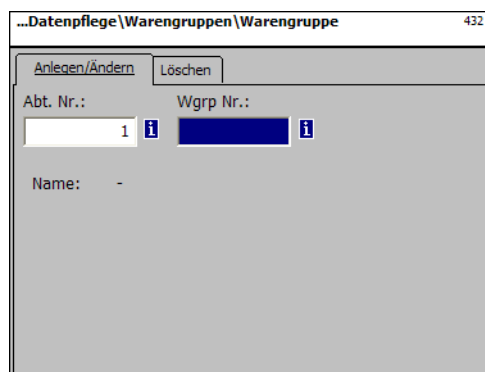 ...Datenpflege\Warengruppen\Warengruppe 432
Anlegen/Ändern Löschen
Abt. Nr.: Wgrp Nr.:
1 i i
Name: -